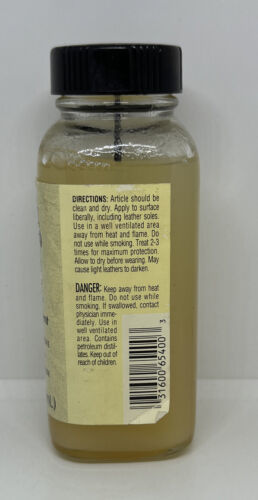 DIRECTIONS: Article should be
clean and dry. Apply to surface
liberally, including leather soles.
Use in a well ventilated area
away from heat and flame. Do
not use while smoking. Treat 2-3
times for maximum protection.
Allow to dry before wearing. May
cause light leathers to darken.
DANGER: Keep away from heat
and flame. Do not use while
smoking. If swallowed, contact
physician imme-
diately. Use in
well ventilated
area. Contains
petroleum distil-
lates. Keep out of
reach of children.
31600 65400 3